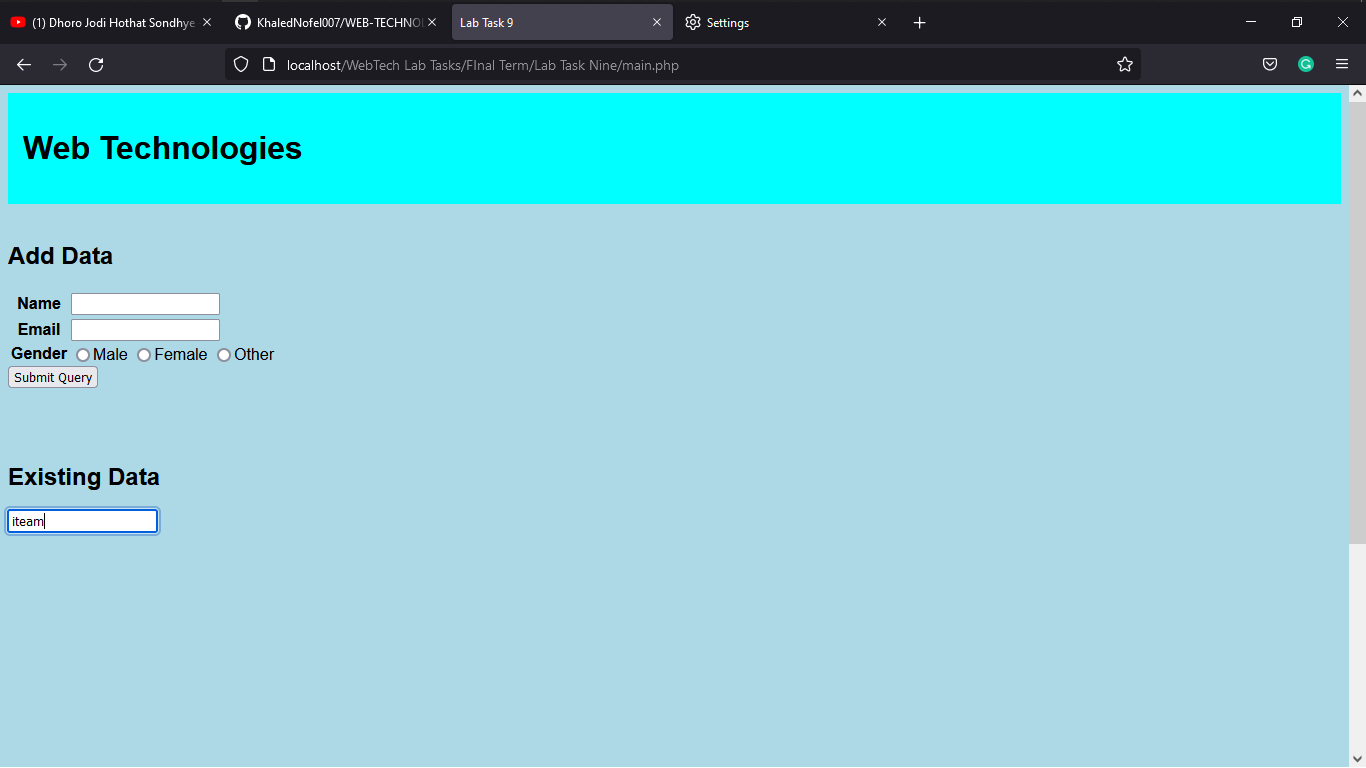 (1) Dhoro Jodi Hothat Sondhye
KhaledNofel007/WEB-TECHNOL
Lab Task 9
Settings
localhost/WebTech Lab Tasks/FInal Term/Lab Task Nine/main.php
Web Technologies
Add Data
Name
Email
Gender Male Female Other
Submit Query
Existing Data
iteam